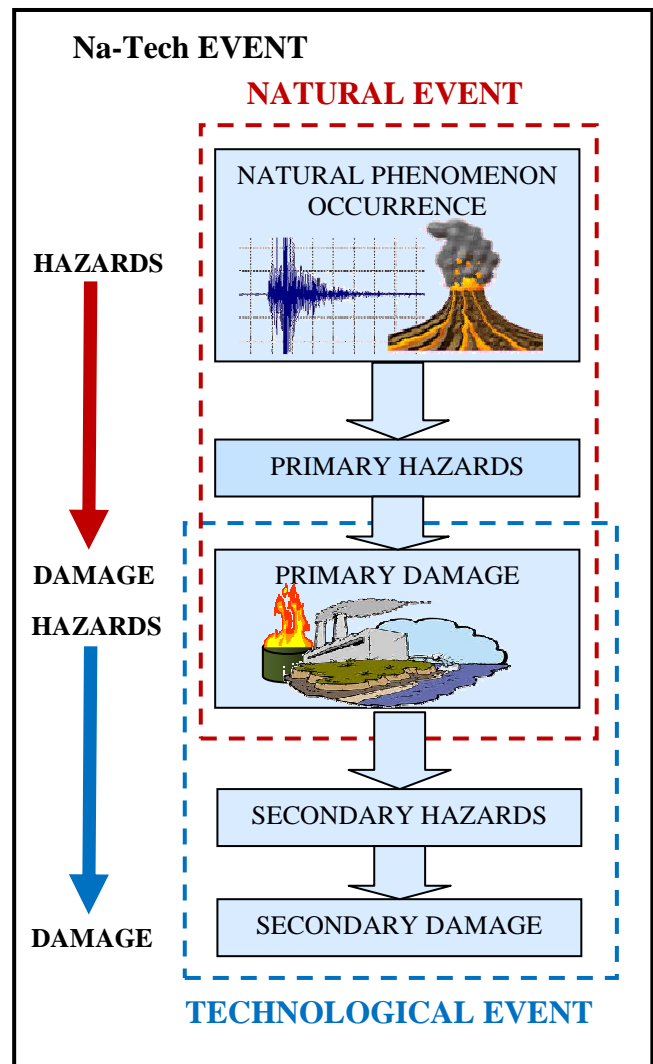 Na-Tech EVENT
NATURAL EVENT
NATURAL PHENOMENON
OCCURRENCE
HAZARDS
PRIMARY HAZARDS
DAMAGE
PRIMARY DAMAGE
HAZARDS
SECONDARY HAZARDS
DAMAGE
SECONDARY DAMAGE
TECHNOLOGICAL EVENT